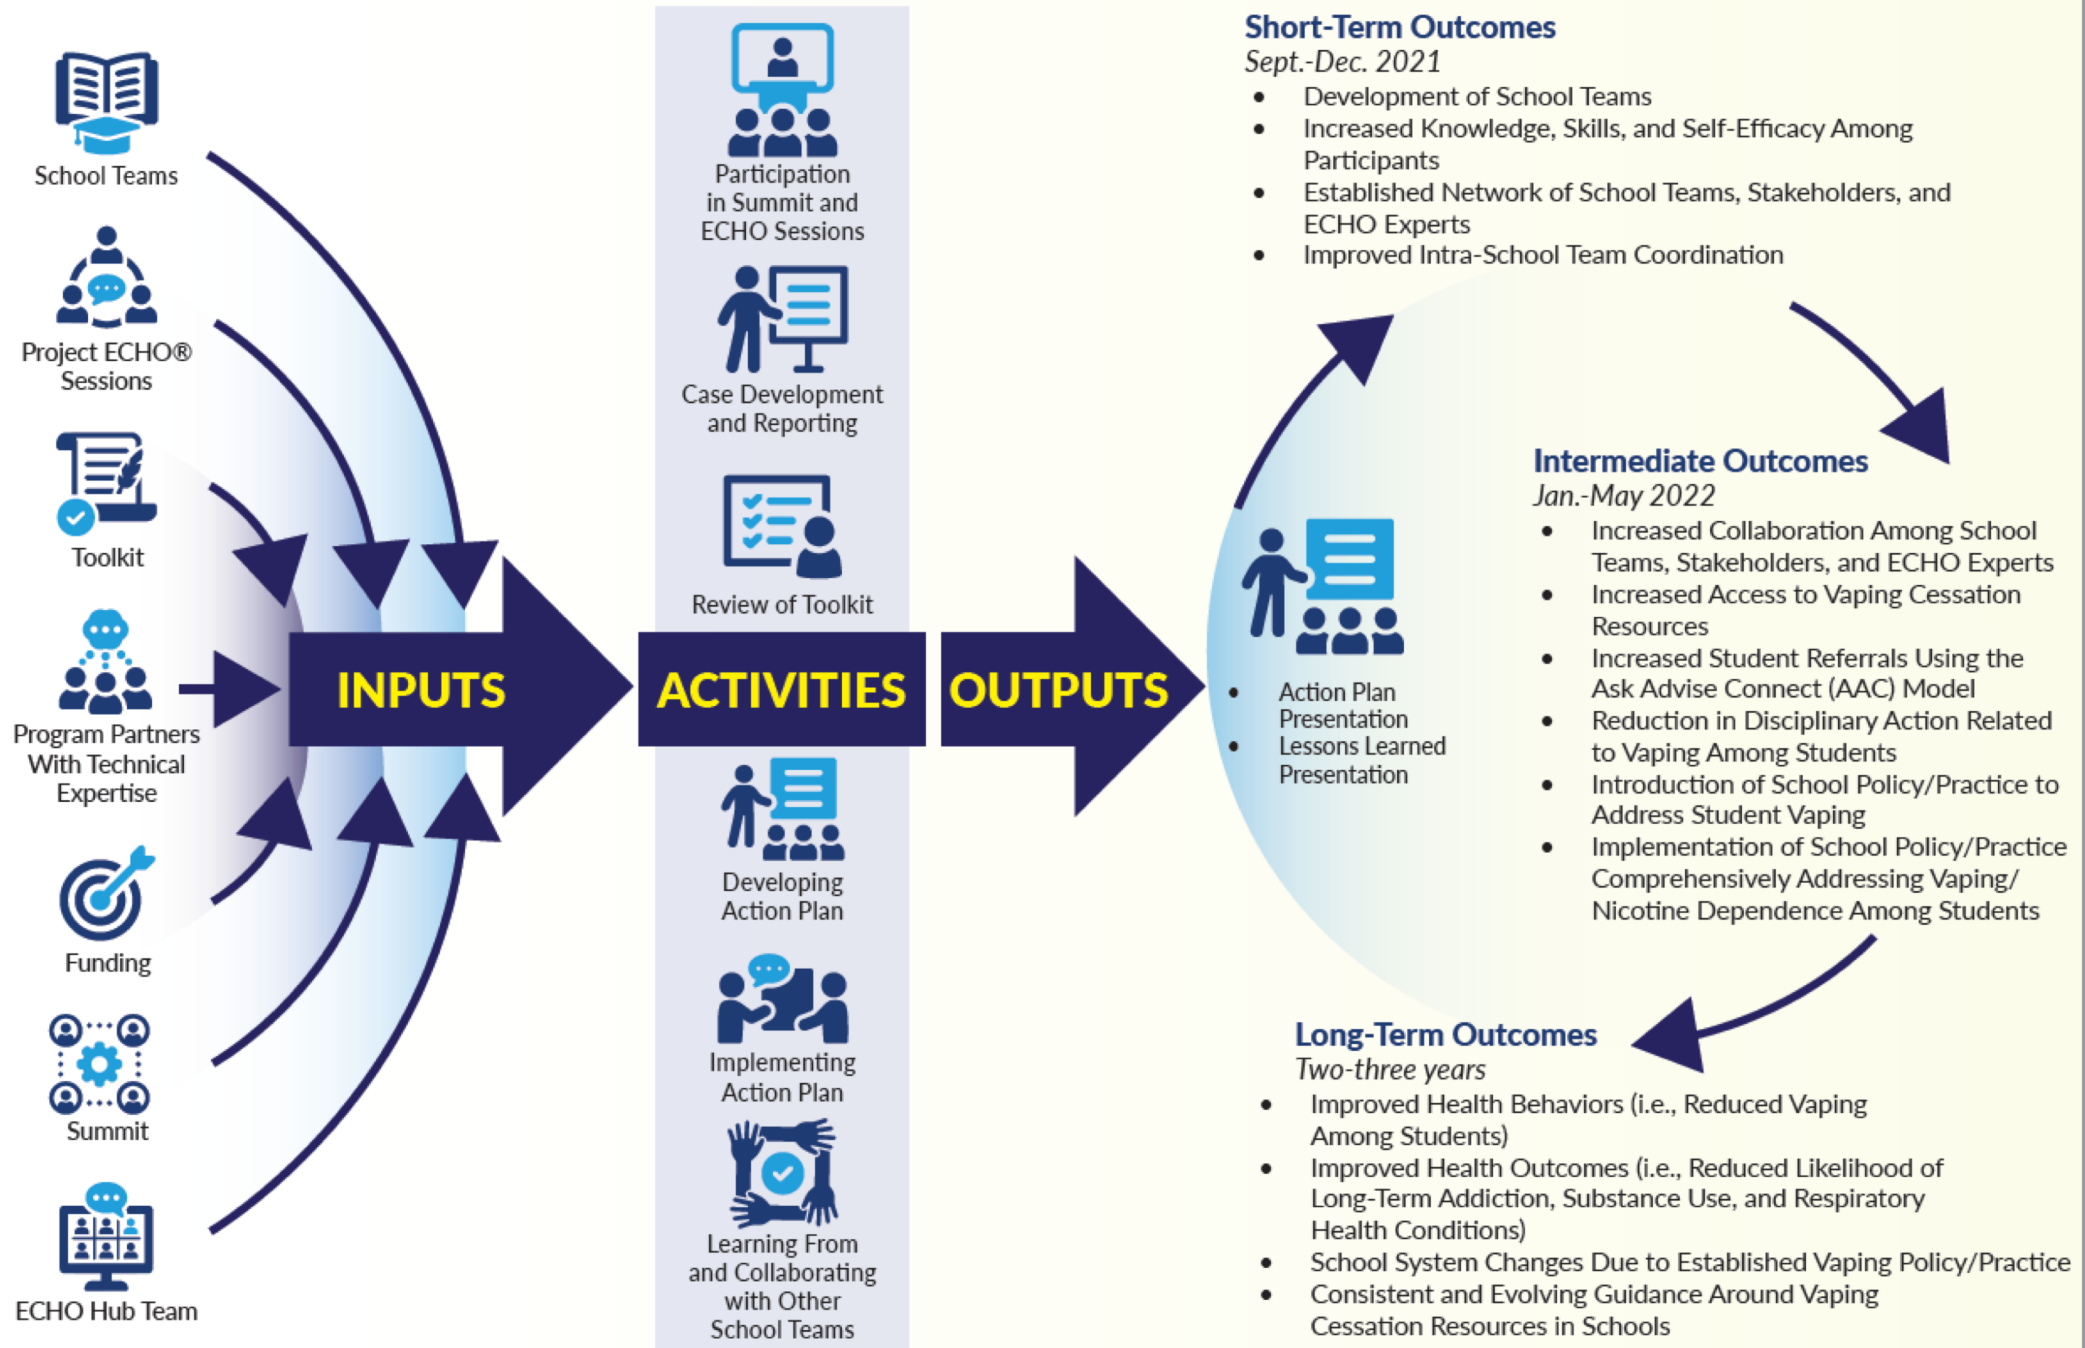 School Teams
Project ECHO®
Sessions
Toolkit
Program Partners
With Technical
Expertise
Funding
Summit
ECHO Hub Team
INPUTS
Participation
in Summit and
ECHO Sessions
Case Development
and Reporting
Review of Toolkit
ACTIVITIES
Developing
Action Plan
Implementing
Action Plan
Learning From
and Collaborating
with Other
School Teams
OUTPUTS
• Action Plan
Presentation
• Lessons Learned
Presentation
Short-Term Outcomes
Sept.-Dec. 2021
• Development of School Teams
• Increased Knowledge, Skills, and Self-Efficacy Among
Participants
• Established Network of School Teams, Stakeholders, and
ECHO Experts
• Improved Intra-School Team Coordination
Intermediate Outcomes
Jan.-May 2022
• Increased Collaboration Among School
Teams, Stakeholders, and ECHO Experts
• Increased Access to Vaping Cessation
Resources
• Increased Student Referrals Using the
Ask Advise Connect (AAC) Model
• Reduction in Disciplinary Action Related
to Vaping Among Students
• Introduction of School Policy/Practice to
Address Student Vaping
• Implementation of School Policy/Practice
Comprehensively Addressing Vaping/
Nicotine Dependence Among Students
Long-Term Outcomes
Two-three years
• Improved Health Behaviors (i.e., Reduced Vaping
Among Students)
• Improved Health Outcomes (i.e., Reduced Likelihood of
Long-Term Addiction, Substance Use, and Respiratory
Health Conditions)
• School System Changes Due to Established Vaping Policy/Practice
• Consistent and Evolving Guidance Around Vaping
Cessation Resources in Schools